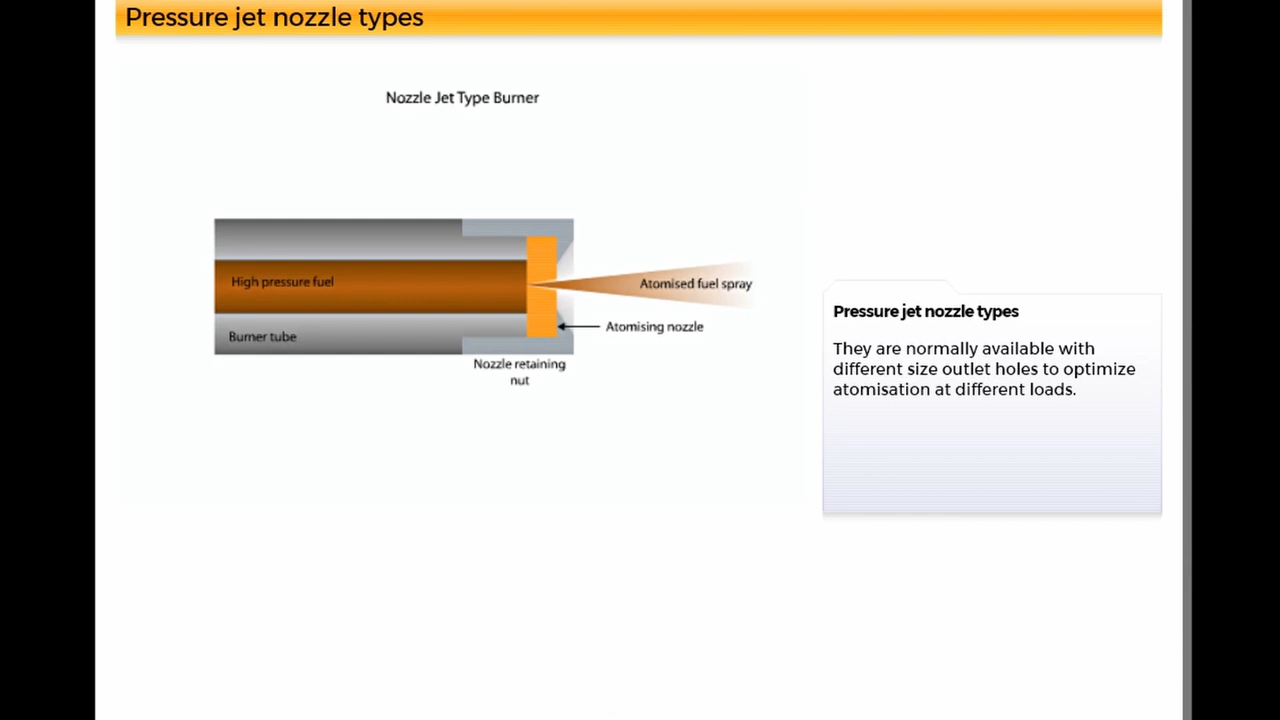 Pressure jet nozzle types
Nozzle Jet Type Burner
High pressure fuel
Atomised fuel spray
Atomising nozzle
Burner tube
Nozzle retaining
nut
Pressure jet nozzle types
They are normally available with
different size outlet holes to optimize
atomisation at different loads.